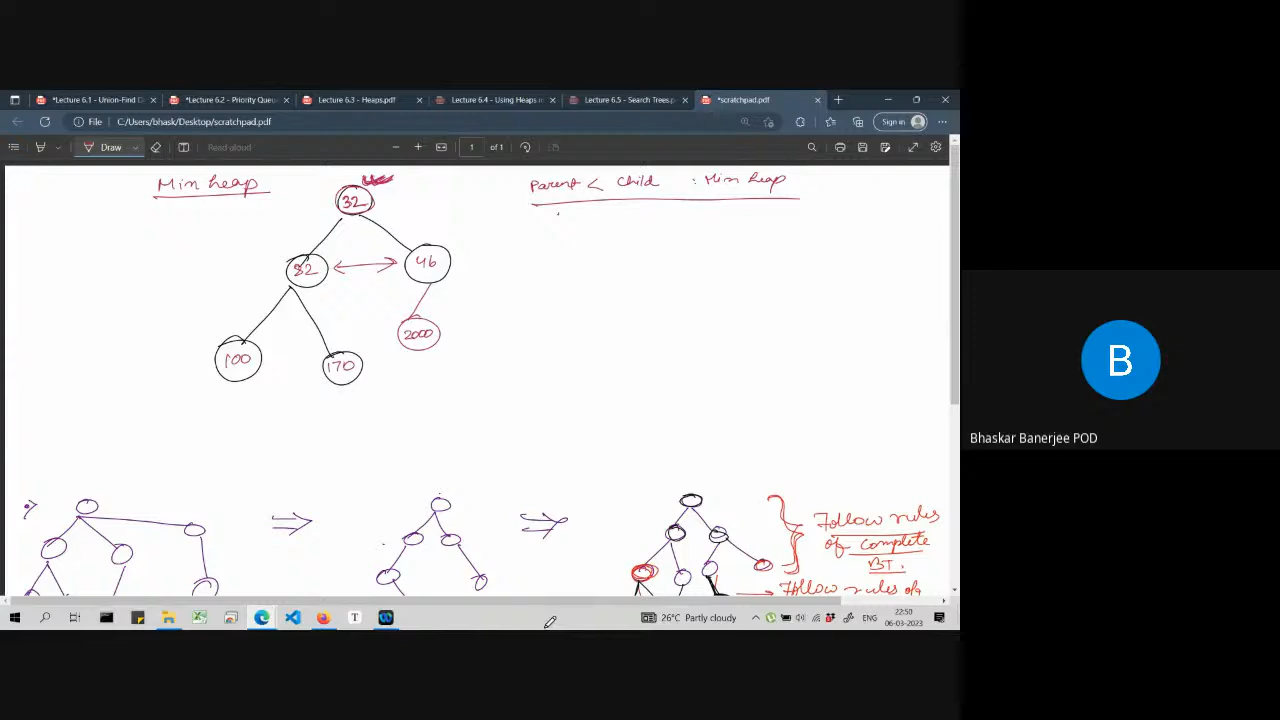 *Lecture 6.1 - Union-Find D
*Lecture 6.2 - Priority Queu
Lecture 6.3 - Heaps.pdf
Lecture 6.4 - Using Heaps in
Lecture 6.5 - Search Trees.p
*scratchpad.pdf
File C:/Users/bhask/Desktop/scratchpad.pdf
Sign in
Draw
Read aloud
1 of 1
Min heap
32
Parent < Child : Min heap
82
46
2000
100
170
B
Bhaskar Banerjee POD
Follow rules
of complete
BT.
Follow rules of a
T
26°C Partly cloudy
ENG
22:50
06-03-2023